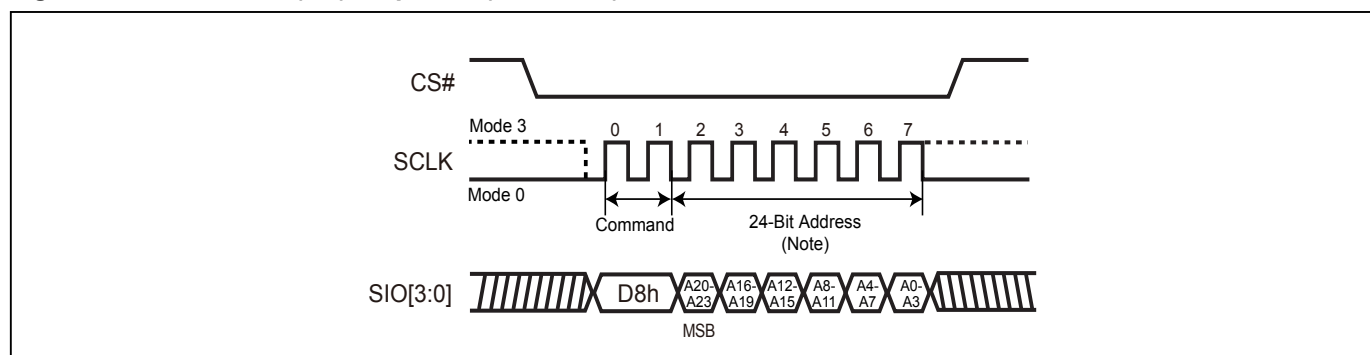 CS#
Mode 3
0 1 2 3 4 5 6 7
SCLK
Mode 0
Command
24-Bit Address
(Note)
SIO[3:0]
D8h
A20-
A23
A16-
A19
A12-
A15
A8-
A11
A4-
A7
A0-
A3
MSB